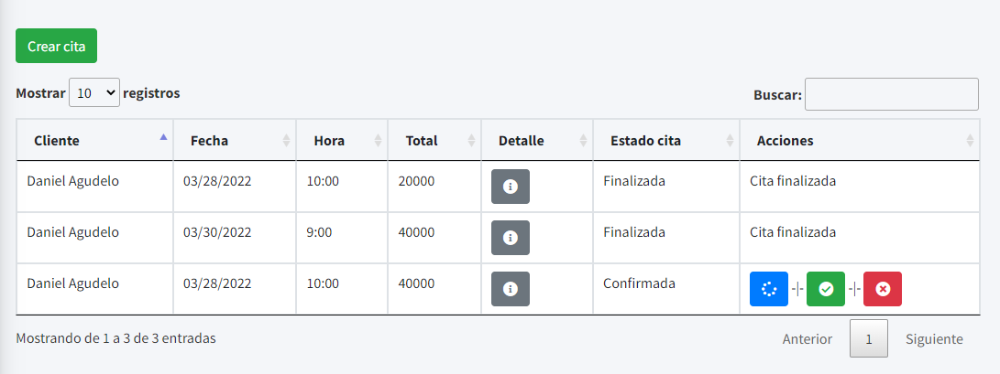 Crear cita
Mostrar 10 registros
Buscar:
Cliente Fecha Hora Total Detalle Estado cita Acciones
Daniel Agudelo 03/28/2022 10:00 20000 Finalizada Cita finalizada
Daniel Agudelo 03/30/2022 9:00 40000 Finalizada Cita finalizada
Daniel Agudelo 03/28/2022 10:00 40000 Confirmada -|- -|-
Mostrando de 1 a 3 de 3 entradas
Anterior 1 Siguiente